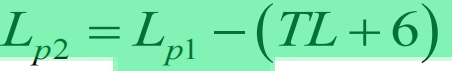 L_{p2} = L_{p1} - (TL + 6)